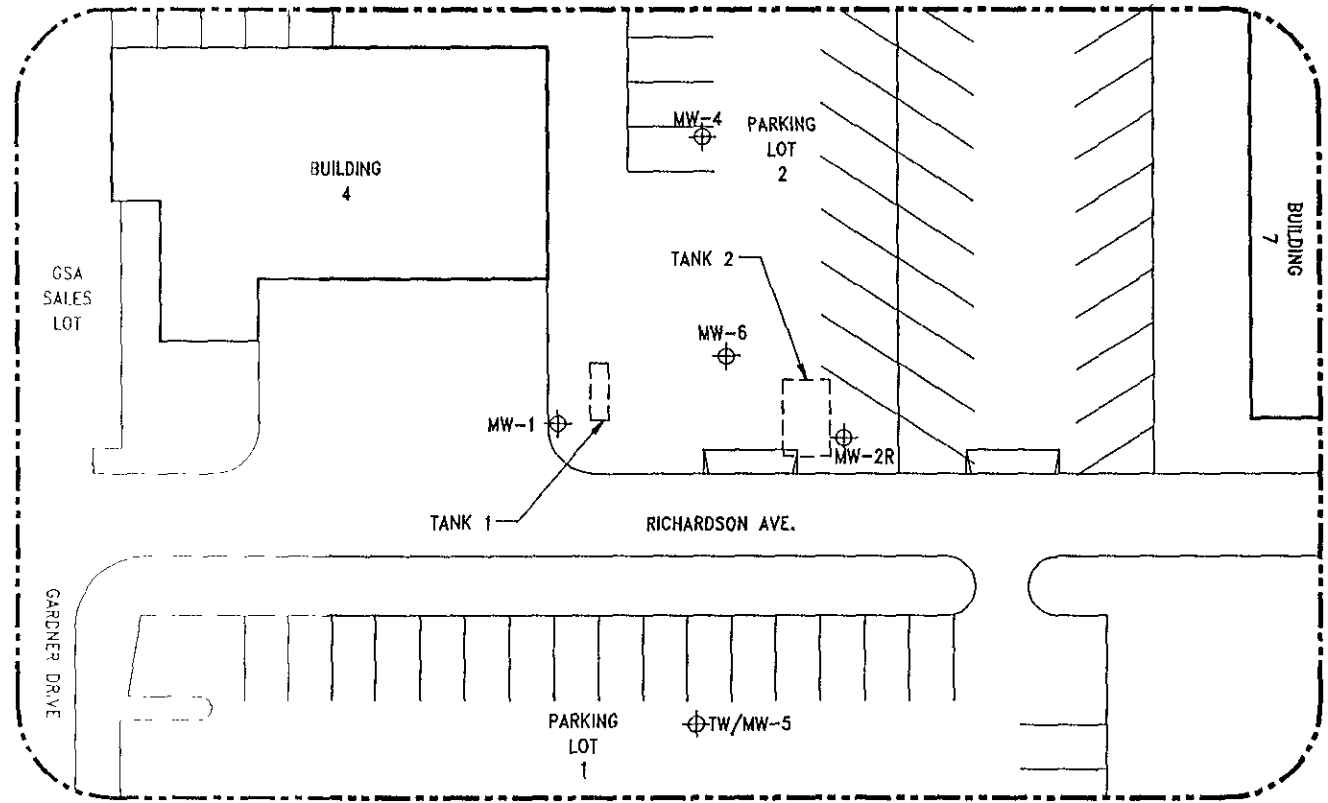 MW-4
PARKING
LOT
2
BUILDING
4
BUILDING
7
TANK 2
GSA
SALES
LOT
MW-6
MW-1
MW-2R
TANK 1
RICHARDSON AVE.
GARDNER DRIVE
PARKING
LOT
1
TW/MW-5